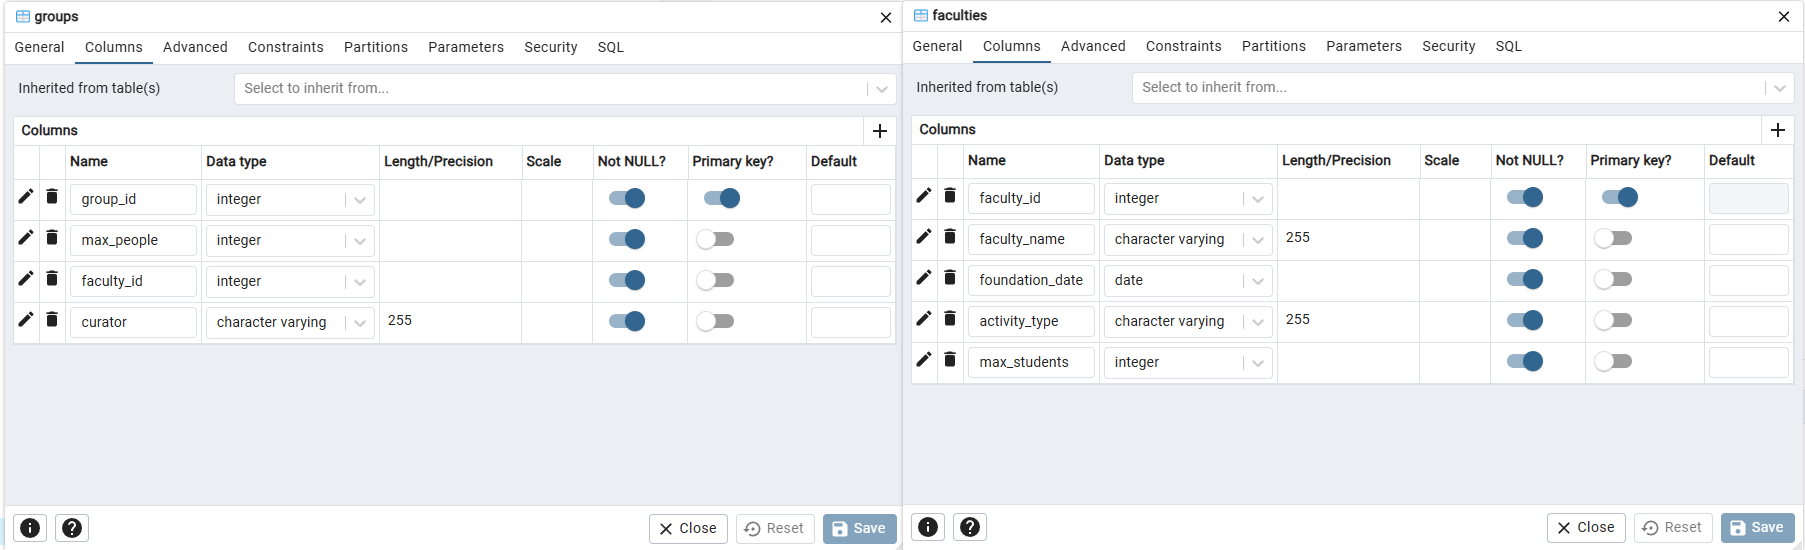 groups
General Columns Advanced Constraints Partitions Parameters Security SQL
Inherited from table(s) Select to inherit from...
Columns
Name Data type Length/Precision Scale Not NULL? Primary key? Default
group_id integer
max_people integer
faculty_id integer
curator character varying 255
Close Reset Save
faculties
General Columns Advanced Constraints Partitions Parameters Security SQL
Inherited from table(s) Select to inherit from...
Columns
Name Data type Length/Precision Scale Not NULL? Primary key? Default
faculty_id integer
faculty_name character varying 255
foundation_date date
activity_type character varying 255
max_students integer
Close Reset Save